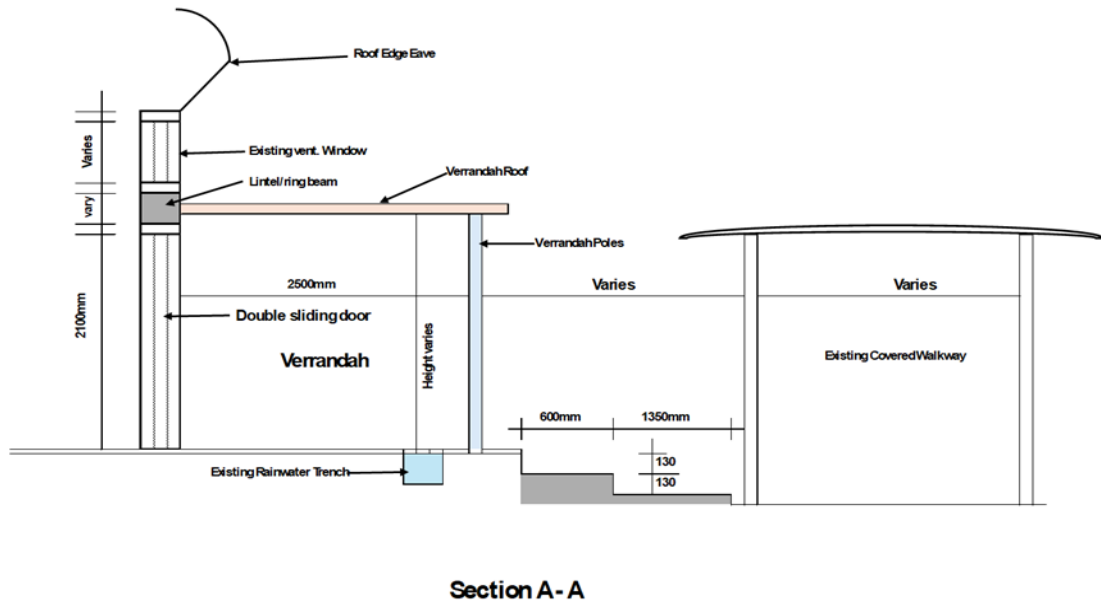 Roof Edge Eave
Varies
Existing vent. Window
Lintel/ring beam
vary
Verrandah Roof
Verrandah Poles
2500mm
Varies
Varies
2100mm
Double sliding door
Verrandah
Height varies
Existing Covered Walkway
600mm
1350mm
130
130
Existing Rainwater Trench
Section A - A